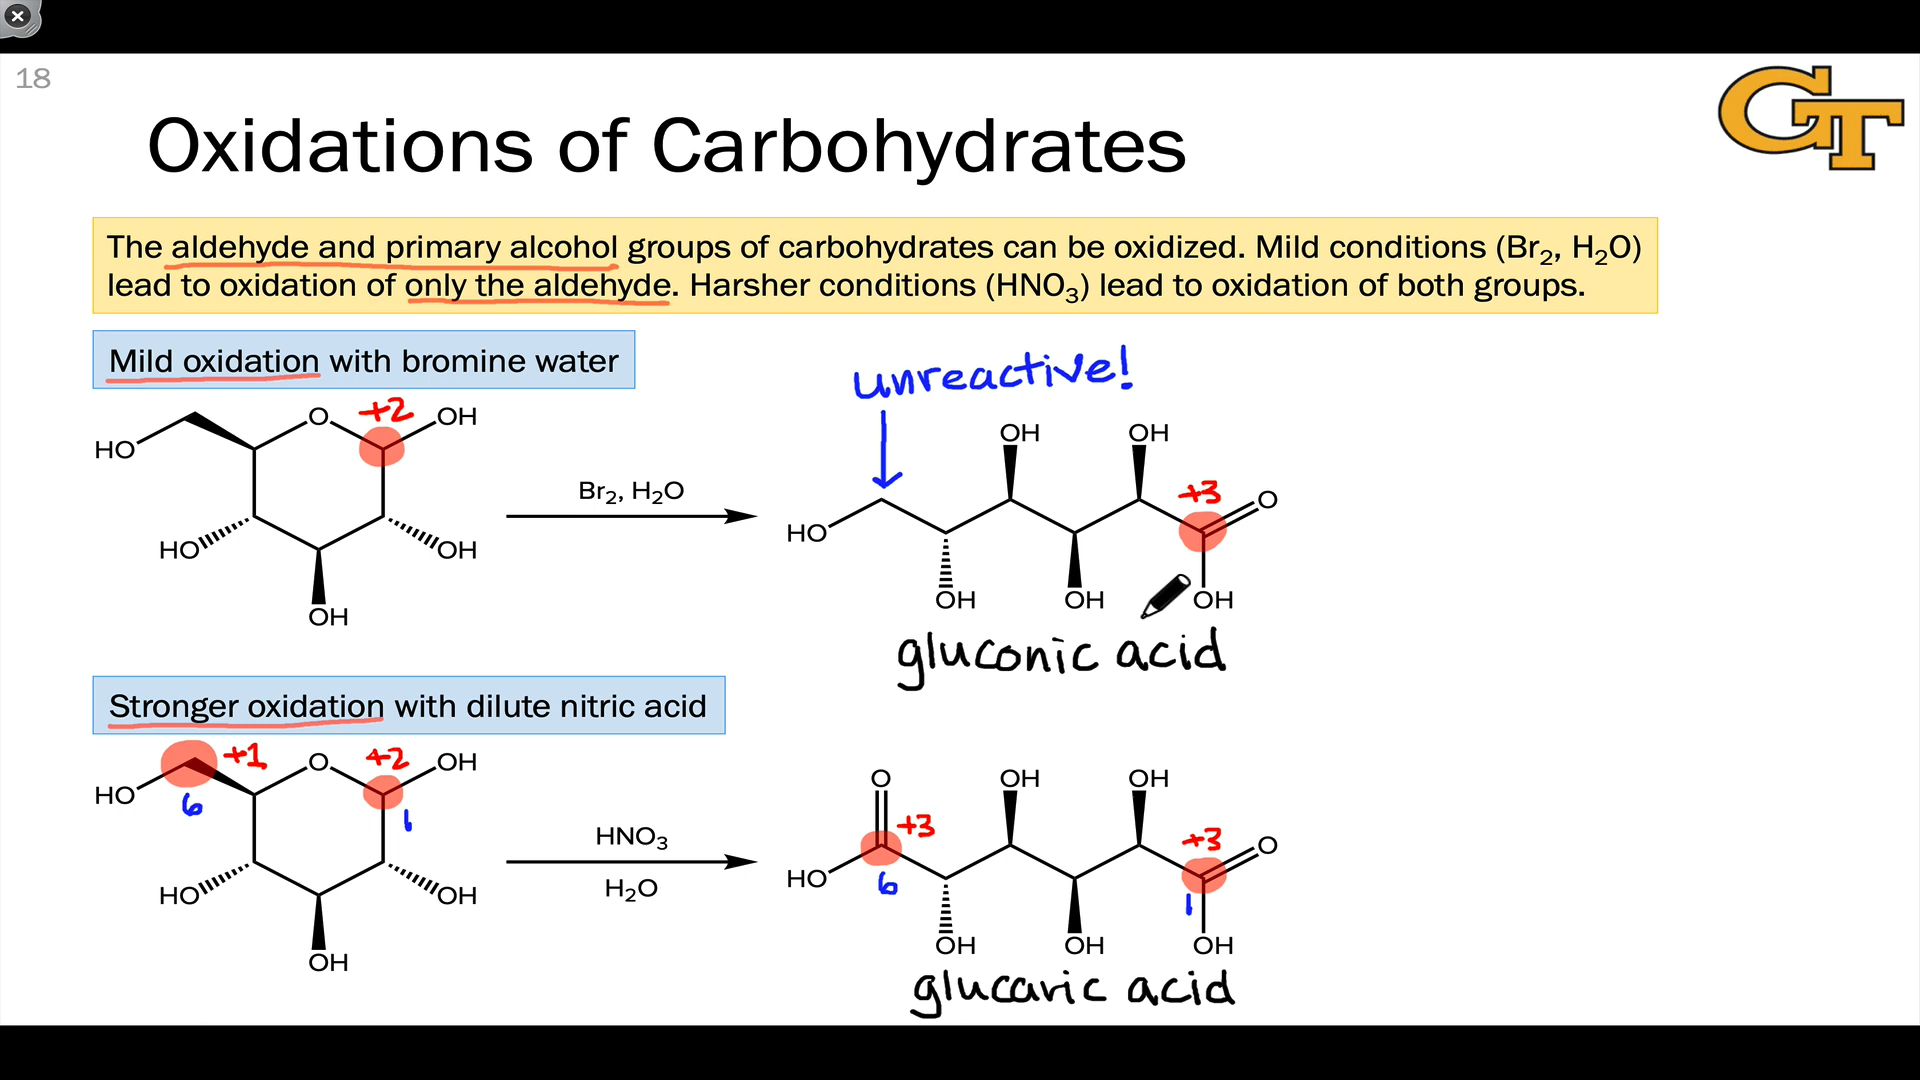 18
GT
Oxidations of Carbohydrates
The aldehyde and primary alcohol groups of carbohydrates can be oxidized. Mild conditions (Br₂, H₂O)
lead to oxidation of only the aldehyde. Harsher conditions (HNO₃) lead to oxidation of both groups.
Mild oxidation with bromine water
unreactive!
HO O +2 OH
HO OH
OH
Br₂, H₂O
OH OH
HO +3 O
OH OH OH
gluconic acid
Stronger oxidation with dilute nitric acid
HO 6 +1 O +2 OH
1
HO OH
OH
HNO₃
H₂O
O OH OH
HO +3 6 +3 1 O
OH OH OH
glucaric acid